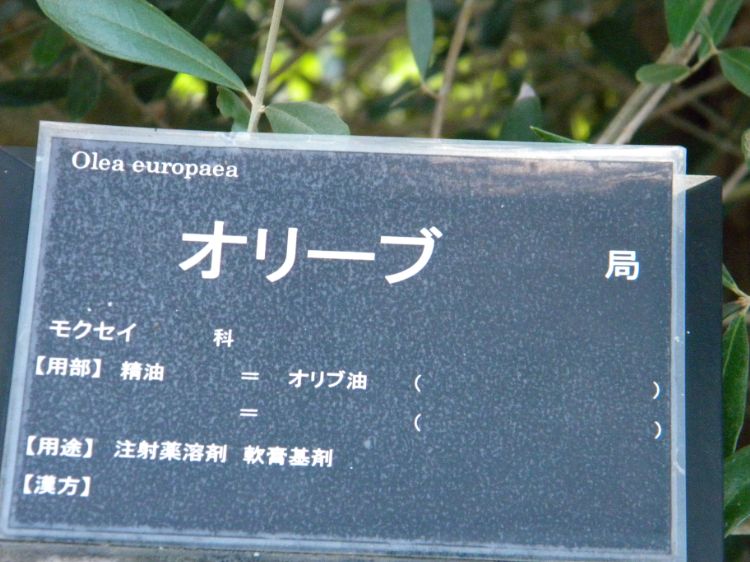 Olea europaea
オリーブ 局
モクセイ 科
【用部】 精油 = オリブ油 ( )
= ( )
【用途】 注射薬溶剤 軟膏基剤
【漢方】